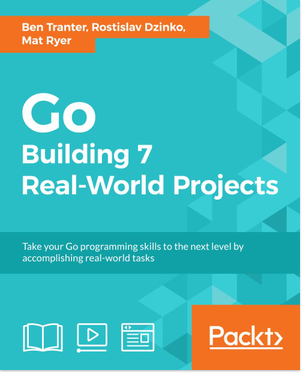 Ben Tranter, Rostislav Dzinko,
Mat Ryer
Go
Building 7
Real-World Projects
Take your Go programming skills to the next level by
accomplishing real-world tasks
Packt>